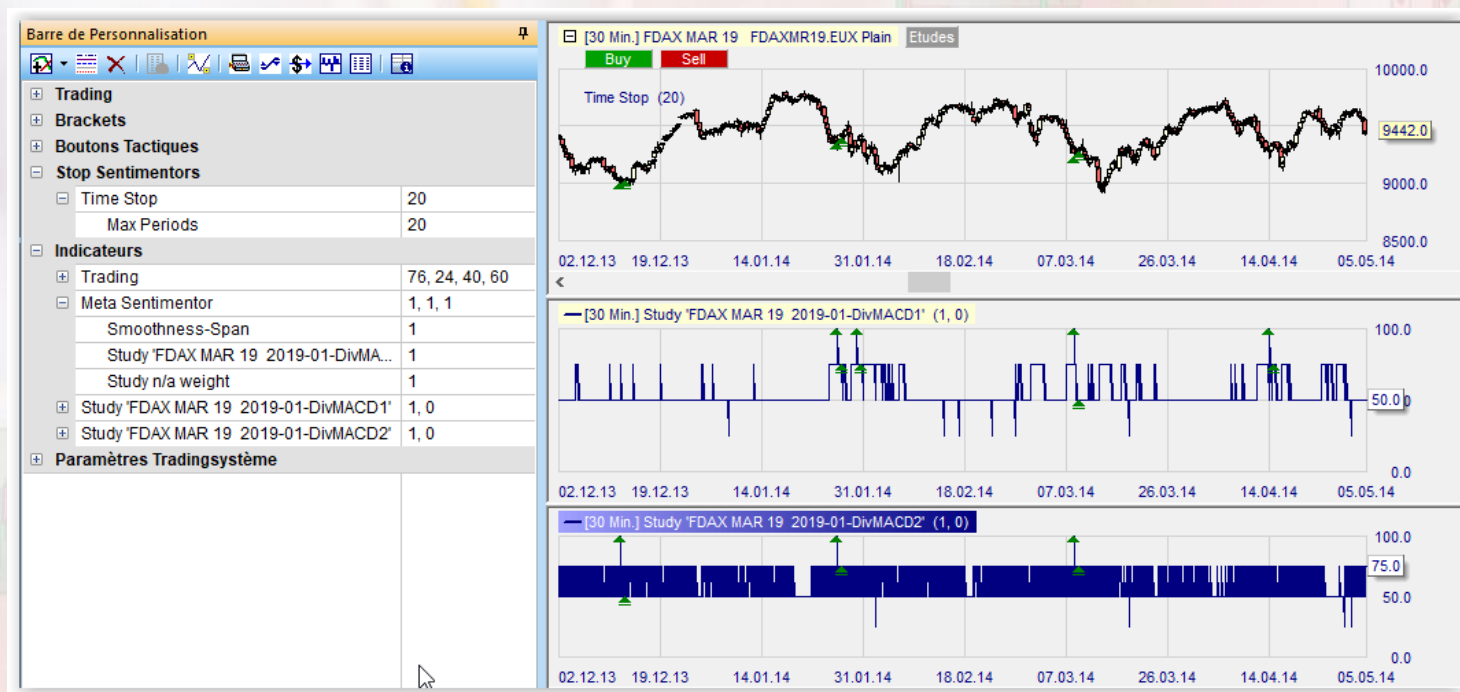 Barre de Personnalisation
Trading
Brackets
Boutons Tactiques
Stop Sentimentors
Time Stop 20
Max Periods 20
Indicateurs
Trading 76, 24, 40, 60
Meta Sentimentor 1, 1, 1
Smoothness-Span 1
Study 'FDAX MAR 19 2019-01-DivMA... 1
Study n/a weight 1
Study 'FDAX MAR 19 2019-01-DivMACD1' 1, 0
Study 'FDAX MAR 19 2019-01-DivMACD2' 1, 0
Paramètres Tradingsystème
[30 Min.] FDAX MAR 19 FDAXMR19.EUX Plain Etudes
Buy Sell
Time Stop (20)
10000.0
9442.0
9000.0
8500.0
02.12.13 19.12.13 14.01.14 31.01.14 18.02.14 07.03.14 26.03.14 14.04.14 05.05.14
[30 Min.] Study 'FDAX MAR 19 2019-01-DivMACD1' (1, 0)
100.0
50.0
0.0
02.12.13 19.12.13 14.01.14 31.01.14 18.02.14 07.03.14 26.03.14 14.04.14 05.05.14
[30 Min.] Study 'FDAX MAR 19 2019-01-DivMACD2' (1, 0)
100.0
75.0
50.0
0.0
02.12.13 19.12.13 14.01.14 31.01.14 18.02.14 07.03.14 26.03.14 14.04.14 05.05.14